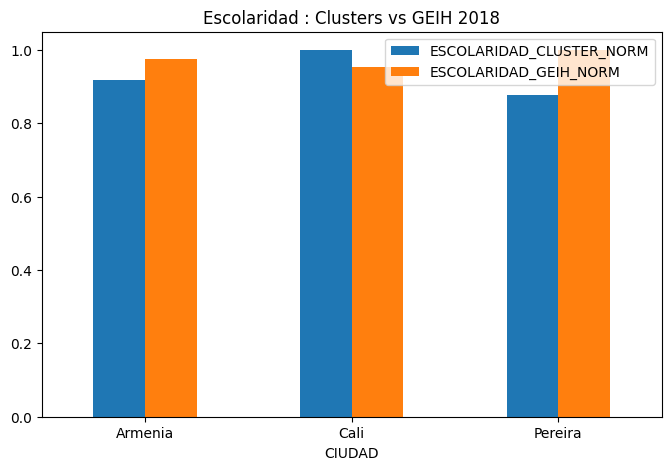 Escolaridad : Clusters vs GEIH 2018
ESCOLARIDAD_CLUSTER_NORM
ESCOLARIDAD_GEIH_NORM
1.0
0.8
0.6
0.4
0.2
0.0
Armenia Cali Pereira
CIUDAD